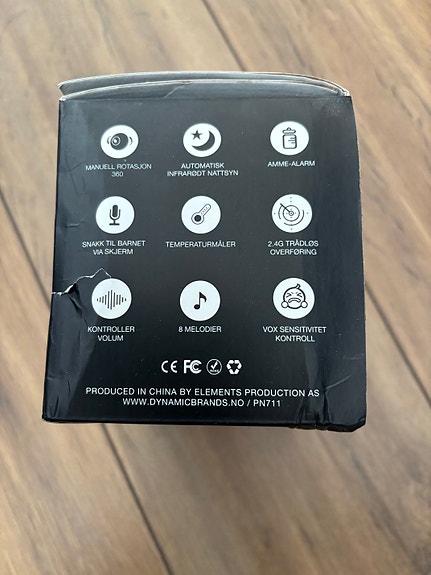 MANUELL ROTASJON
360
AUTOMATISK
INFRARØDT NATTSYN
AMME-ALARM
SNAKK TIL BARNET
VIA SKJERM
TEMPERATURMÅLER
2.4G TRÅDLØS
OVERFØRING
KONTROLLER
VOLUM
8 MELODIER
VOX SENSITIVITET
KONTROLL
CE FC
PRODUCED IN CHINA BY ELEMENTS PRODUCTION AS
WWW.DYNAMICBRANDS.NO / PN711